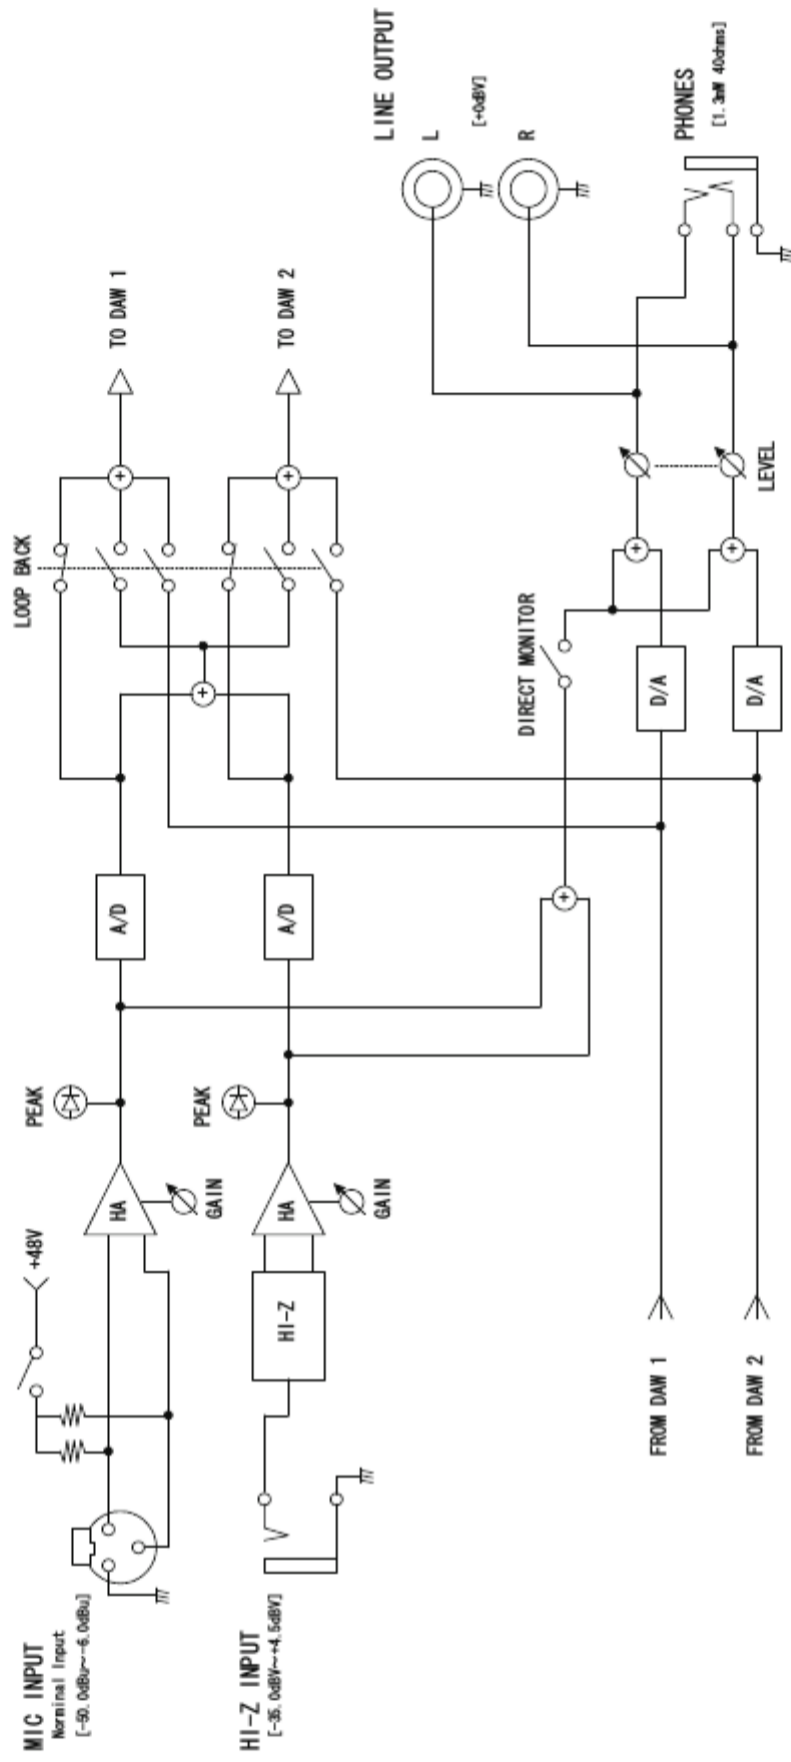 MIC INPUT
Norminal Input
[-50.0dBu~-6.0dBu]
+48V
HA
GAIN
PEAK
A/D
LOOP BACK
+
+
TO DAW 1
HI-Z INPUT
[-35.0dBV~+4.5dBV]
HI-Z
HA
GAIN
PEAK
A/D
+
TO DAW 2
+
DIRECT MONITOR
FROM DAW 1
D/A
+
FROM DAW 2
D/A
+
LEVEL
LINE OUTPUT
L
[+0dBV]
R
PHONES
[1.3mW 40ohms]